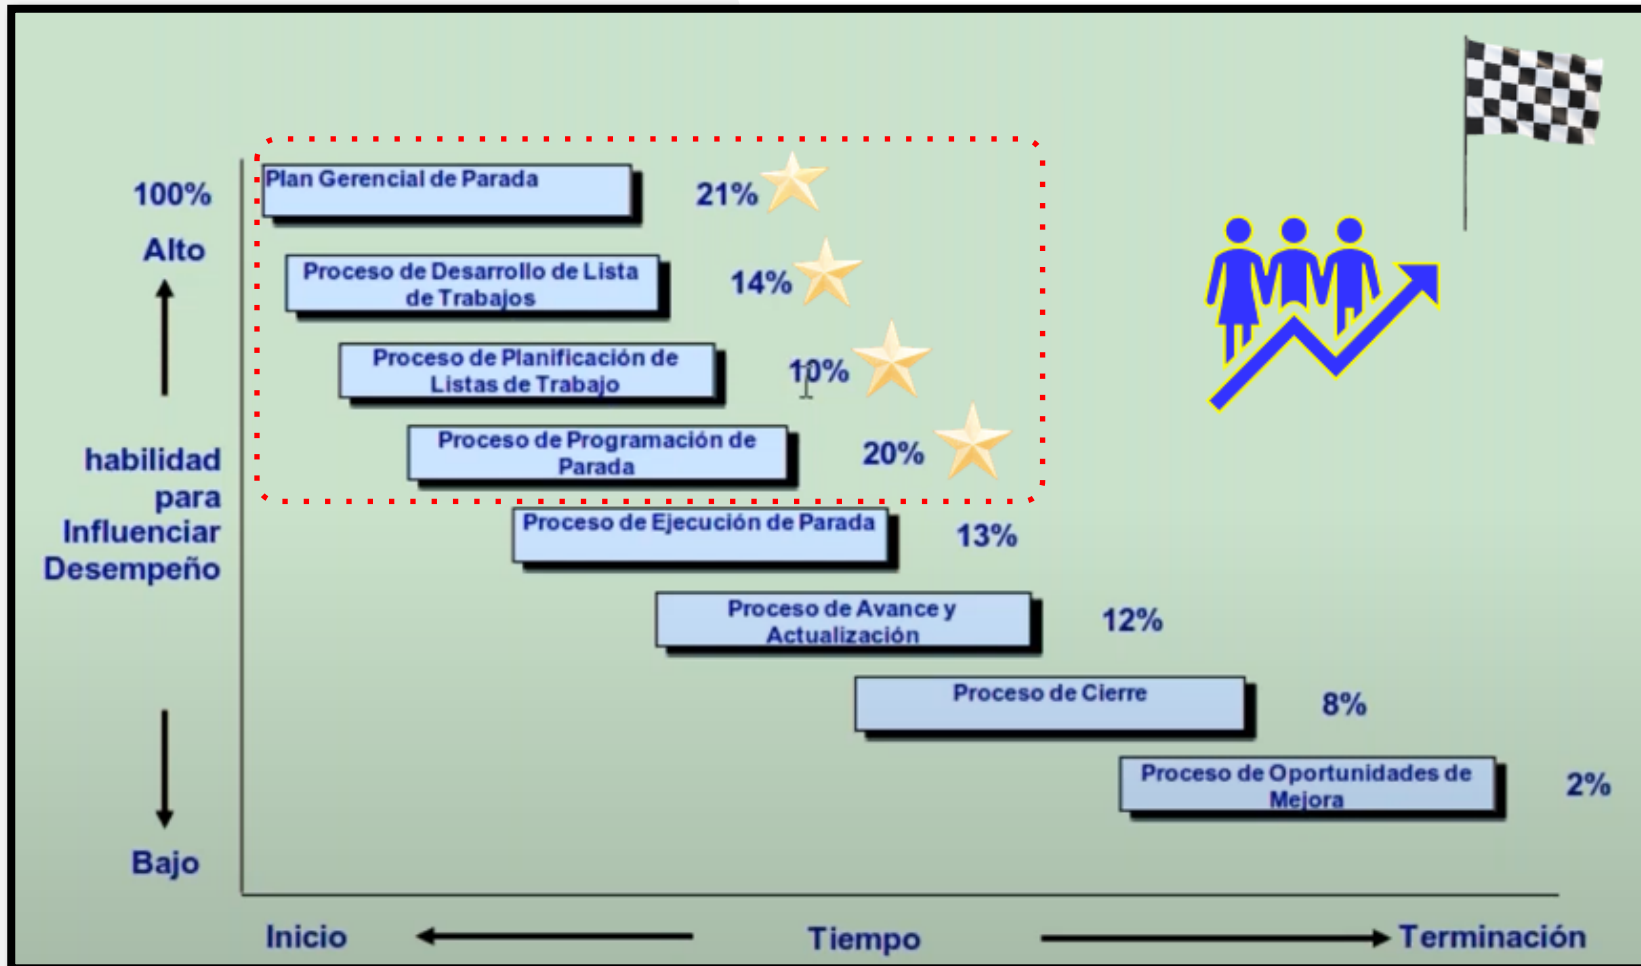 100%
Alto
habilidad
para
Influenciar
Desempeño
Bajo
Plan Gerencial de Parada
21%
Proceso de Desarrollo de Lista
de Trabajos
14%
Proceso de Planificación de
Listas de Trabajo
10%
Proceso de Programación de
Parada
20%
Proceso de Ejecución de Parada
13%
Proceso de Avance y
Actualización
12%
Proceso de Cierre
8%
Proceso de Oportunidades de
Mejora
2%
Inicio
Tiempo
Terminación